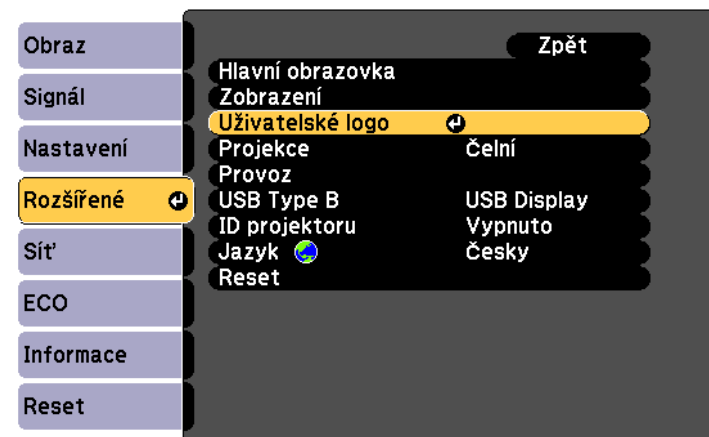 Obraz
Signál
Nastavení
Rozšířené
Síť
ECO
Informace
Reset
Zpět
Hlavní obrazovka
Zobrazení
Uživatelské logo
Projekce Čelní
Provoz
USB Type B USB Display
ID projektoru Vypnuto
Jazyk Česky
Reset